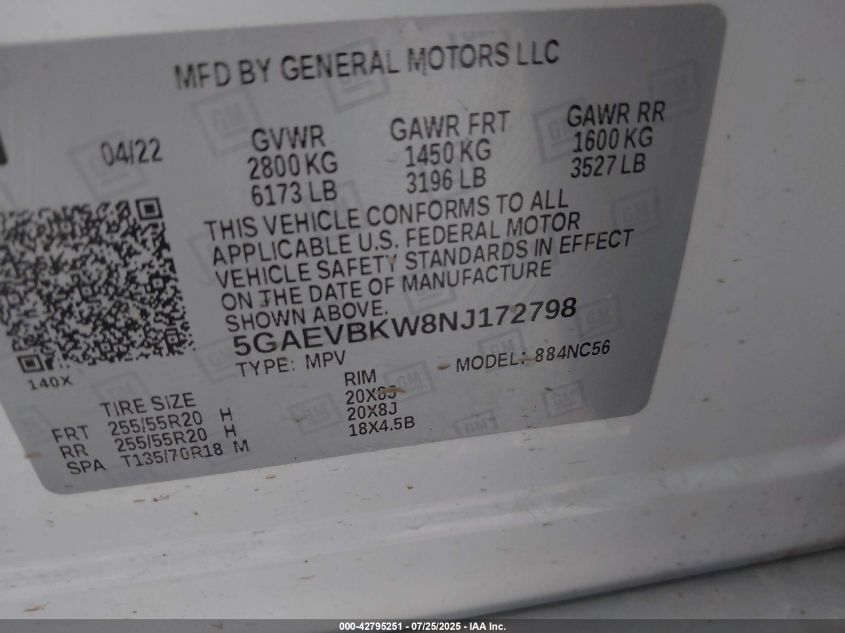 MFD BY GENERAL MOTORS LLC
04/22
GVWR
2800 KG
6173 LB
GAWR FRT
1450 KG
3196 LB
GAWR RR
1600 KG
3527 LB
THIS VEHICLE CONFORMS TO ALL
APPLICABLE U.S. FEDERAL MOTOR
VEHICLE SAFETY STANDARDS IN EFFECT
ON THE DATE OF MANUFACTURE
SHOWN ABOVE.
5GAEVBKW8NJ172798
TYPE: MPV MODEL: 884NC56
140X
TIRE SIZE RIM
FRT 255/55R20 H 20X8J
RR 255/55R20 H 20X8J
SPA T135/70R18 M 18X4.5B
000-42795251 - 07/25/2025 - IAA Inc.